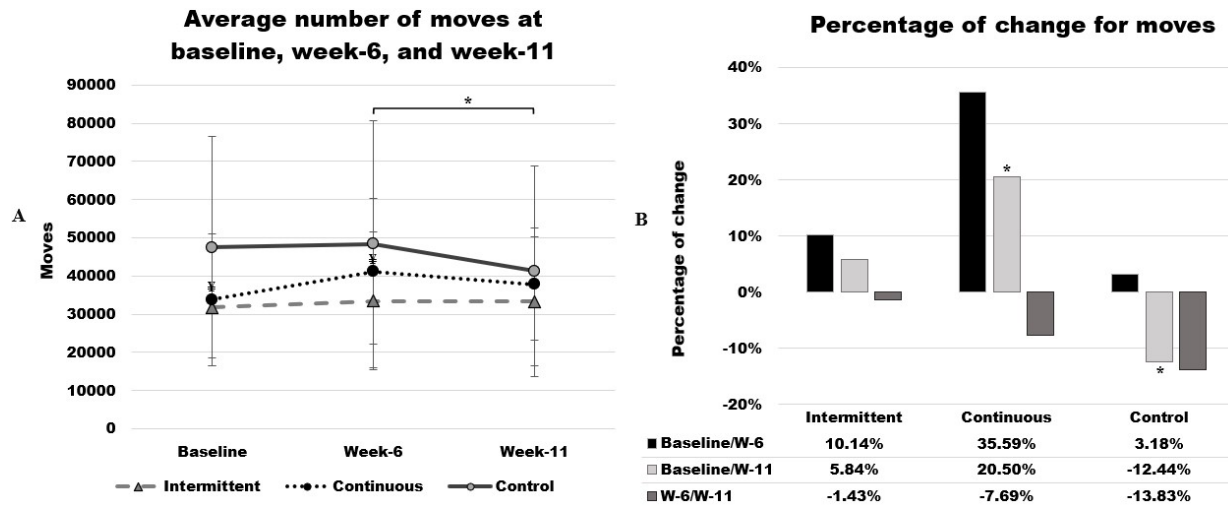 Average number of moves at
baseline, week-6, and week-11
90000
80000
70000
60000
50000
40000
30000
20000
10000
0
Moves
A
*
¥
*
¥
‡
Baseline
Week-6
Week-11
Intermittent
Continuous
Control
Percentage of change for moves
40%
30%
20%
10%
0%
-10%
-20%
Percentage of change
B
*
*
Intermittent Continuous Control
Baseline/W-6 10.14% 35.59% 3.18%
Baseline/W-11 5.84% 20.50% -12.44%
W-6/W-11 -1.43% -7.69% -13.83%